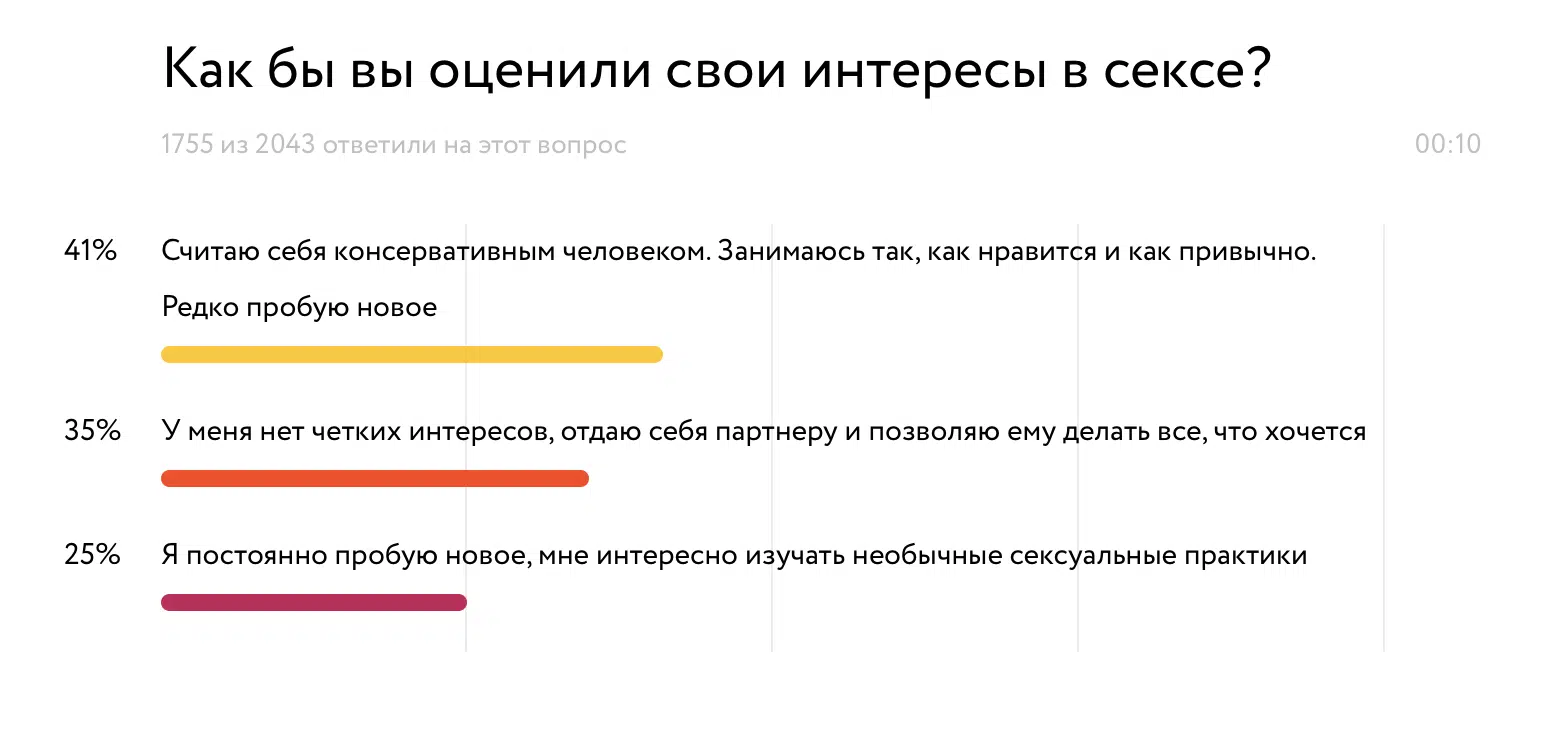 Как бы вы оценили свои интересы в сексе?
1755 из 2043 ответили на этот вопрос
00:10
41%
Считаю себя консервативным человеком. Занимаюсь так, как нравится и как привычно.
Редко пробую новое
35%
У меня нет четких интересов, отдаю себя партнеру и позволяю ему делать все, что хочется
25%
Я постоянно пробую новое, мне интересно изучать необычные сексуальные практики